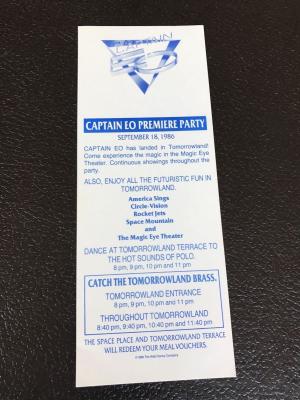 CAPTAIN
EO
CAPTAIN EO PREMIERE PARTY
SEPTEMBER 18, 1986
CAPTAIN EO has landed in Tomorrowland!
Come experience the magic in the Magic Eye
Theater. Continuous showings throughout the
party.
ALSO, ENJOY ALL THE FUTURISTIC FUN IN
TOMORROWLAND.
America Sings
Circle-Vision
Rocket Jets
Space Mountain
and
The Magic Eye Theater
DANCE AT TOMORROWLAND TERRACE TO
THE HOT SOUNDS OF POLO.
8 pm, 9 pm, 10 pm and 11 pm
CATCH THE TOMORROWLAND BRASS.
TOMORROWLAND ENTRANCE
8 pm, 9 pm, 10 pm and 11 pm
THROUGHOUT TOMORROWLAND
8:40 pm, 9:40 pm, 10:40 pm and 11:40 pm
THE SPACE PLACE AND TOMORROWLAND TERRACE
WILL REDEEM YOUR MEAL VOUCHERS.
© 1986 The Walt Disney Company